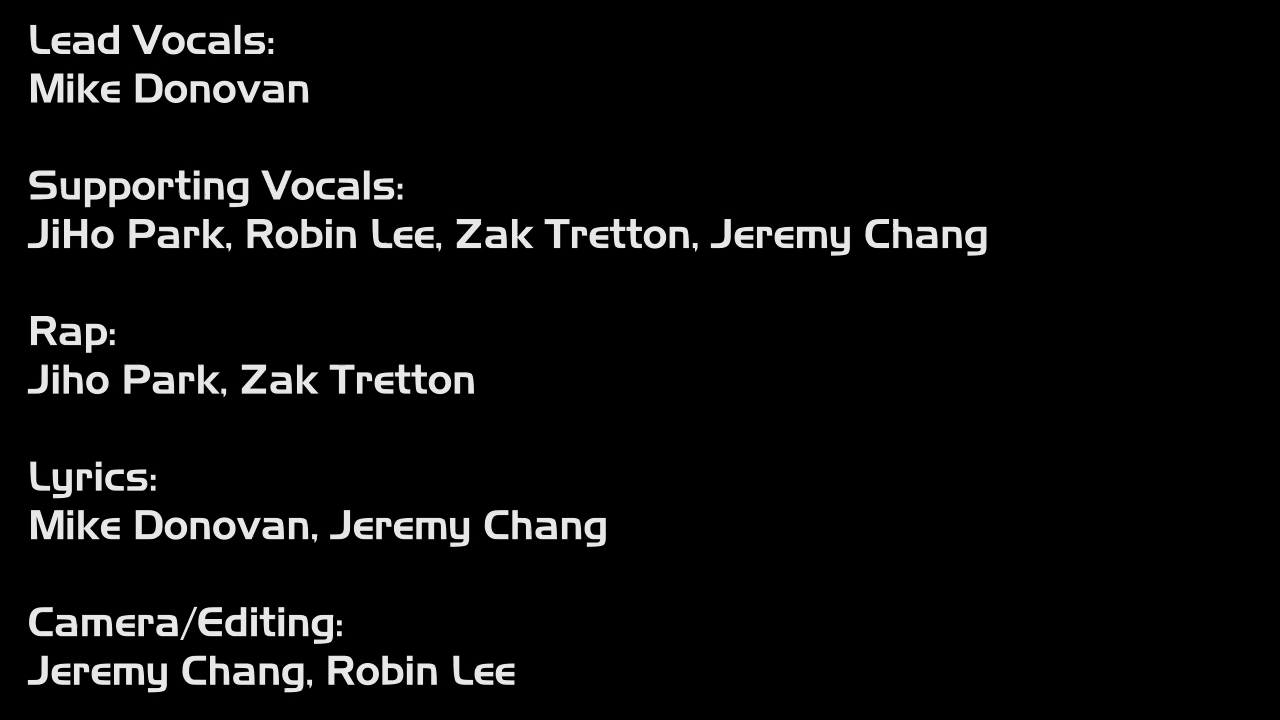 Lead Vocals:
Mike Donovan
Supporting Vocals:
JiHo Park, Robin Lee, Zak Tretton, Jeremy Chang
Rap:
Jiho Park, Zak Tretton
Lyrics:
Mike Donovan, Jeremy Chang
Camera/Editing:
Jeremy Chang, Robin Lee